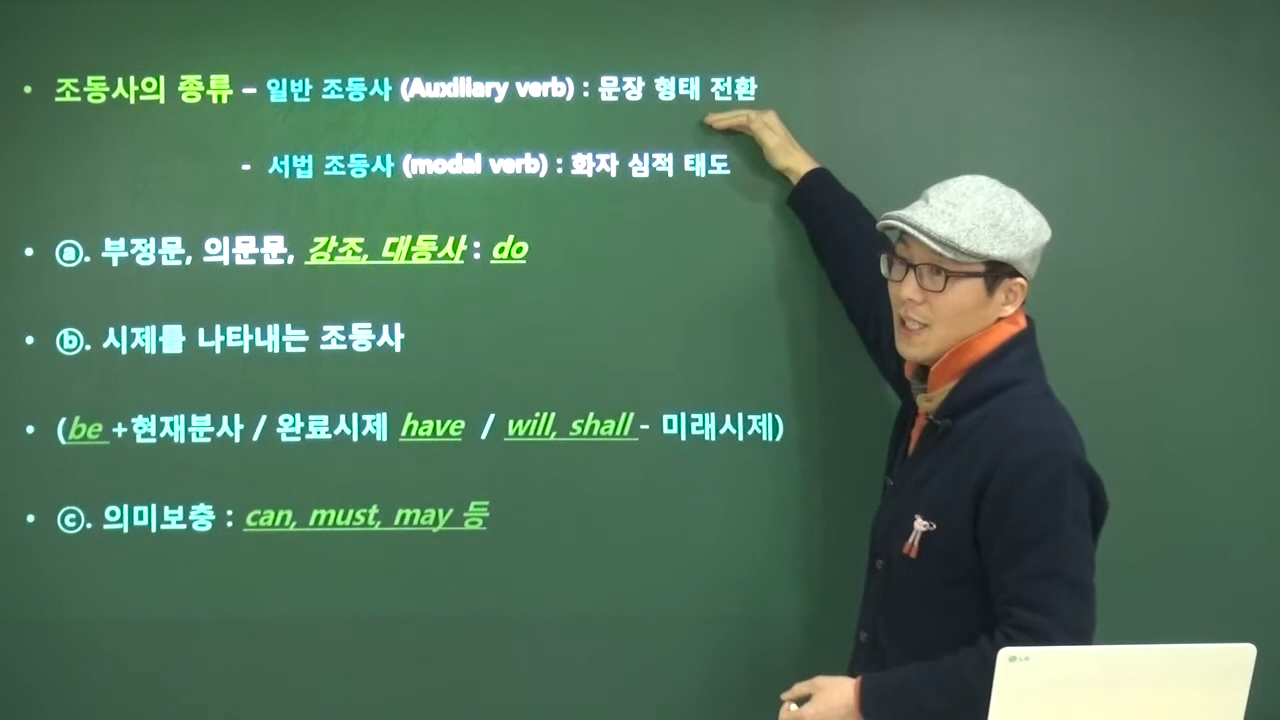 • 조동사의 종류 – 일반 조동사 (Auxiliary verb) : 문장 형태 전환
- 서법 조동사 (modal verb) : 화자 심적 태도
• ⓐ. 부정문, 의문문, 강조, 대동사 : do
• ⓑ. 시제를 나타내는 조동사
• (be +현재분사 / 완료시제 have / will, shall - 미래시제)
• ⓒ. 의미보충 : can, must, may 등
LG